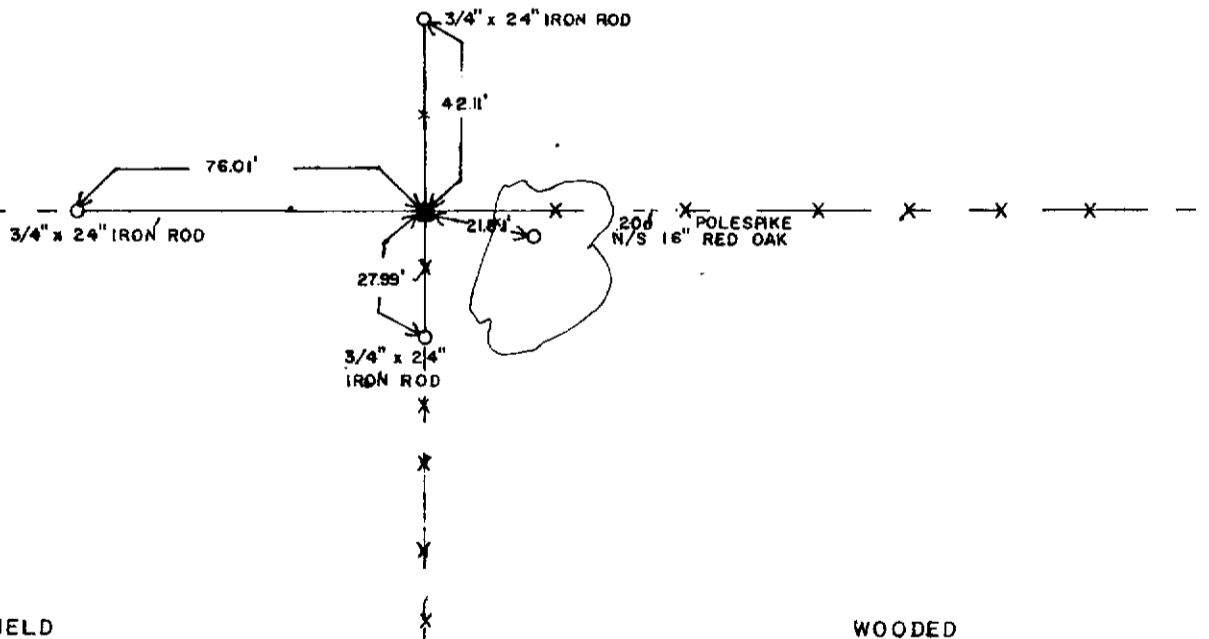 3/4" x 24" IRON ROD
42.11'
76.01'
3/4" x 24" IRON ROD
POLESPIKE
N/S 16" RED OAK
27.99'
3/4" x 24"
IRON ROD
WOODED